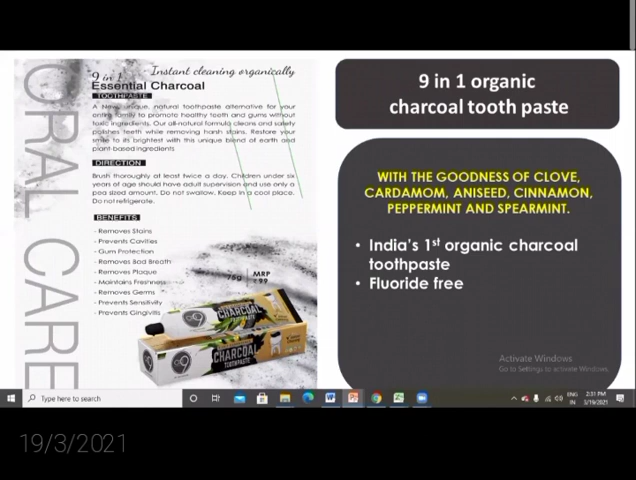 ORAL CARE
9 in 1 - Instant cleaning organically
Essential Charcoal
TOOTHPASTE
A New, unique, natural toothpaste alternative for your
entire family to promote healthy teeth and gums without
toxic ingredients. Our all-natural formula cleans and safely
polishes teeth while removing harsh stains. Restore your
smile to its brightest with this unique blend of earth and
plant-based ingredients
DIRECTION
Brush thoroughly at least twice a day. Children under six
years of age should have adult supervision and use only a
pea sized amount. Do not swallow. Keep in a cool place.
Do not refrigerate.
BENEFITS
- Removes Stains
- Prevents Cavities
- Gum Protection
- Removes Bad Breath
- Removes Plaque
- Maintains Freshness
- Removes Germs
- Prevents Sensitivity
- Prevents Gingivitis
75g
MRP
₹ 99
CHARCOAL
TOOTHPASTE
CHARCOAL
TOOTHPASTE
9 in 1 organic
charcoal tooth paste
WITH THE GOODNESS OF CLOVE,
CARDAMOM, ANISEED, CINNAMON,
PEPPERMINT AND SPEARMINT.
• India's 1st organic charcoal
toothpaste
• Fluoride free
Activate Windows
Go to Settings to activate Windows.
Type here to search
ENG
IN
2:31 PM
3/19/2021
19/3/2021